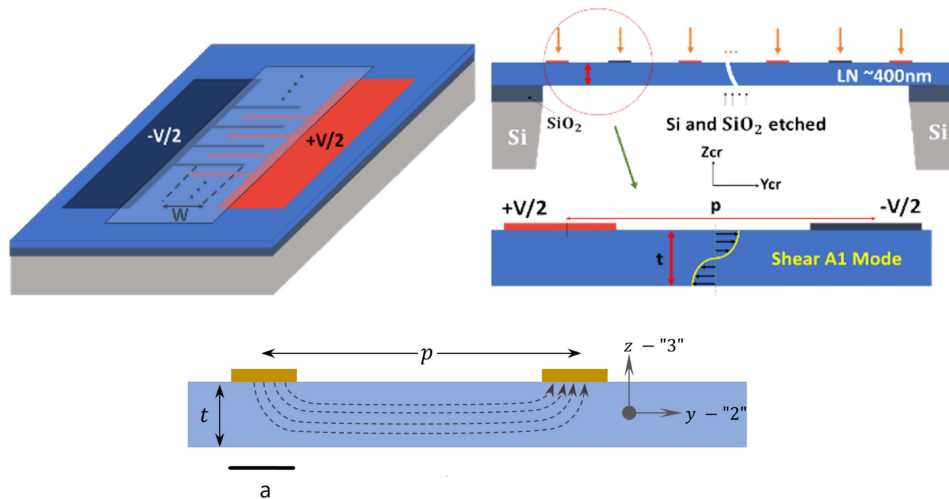 -V/2
+V/2
W
...
LN ~400nm
Si
SiO₂
Si and SiO₂ etched
Si
Zcr
Ycr
+V/2
p
-V/2
t
Shear A1 Mode
p
z – "3"
t
y – "2"
a